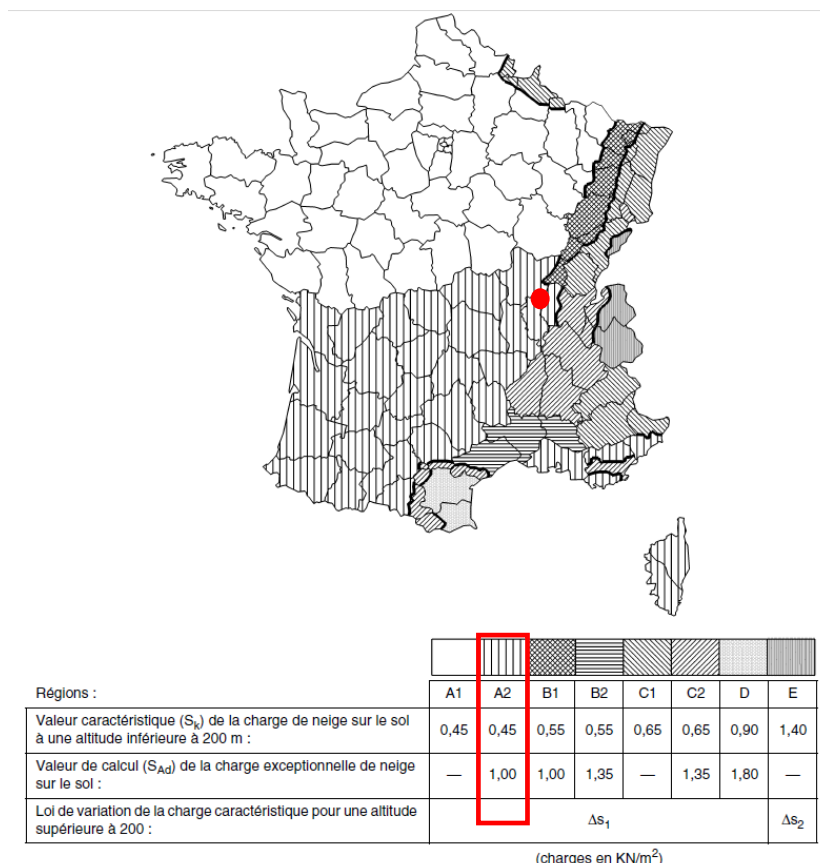 Régions :
A1 A2 B1 B2 C1 C2 D E
Valeur caractéristique (Sk) de la charge de neige sur le sol
à une altitude inférieure à 200 m :
0,45 0,45 0,55 0,55 0,65 0,65 0,90 1,40
Valeur de calcul (SAd) de la charge exceptionnelle de neige
sur le sol :
— 1,00 1,00 1,35 — 1,35 1,80 —
Loi de variation de la charge caractéristique pour une altitude
supérieure à 200 :
Δs1 Δs2
(charges en KN/m²)